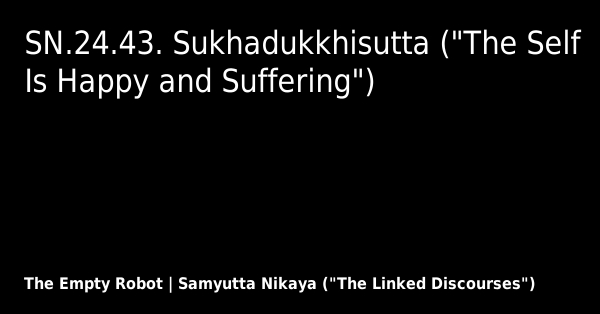 SN.24.43. Sukhadukkhisutta ("The Self
Is Happy and Suffering")
The Empty Robot | Samyutta Nikaya ("The Linked Discourses")